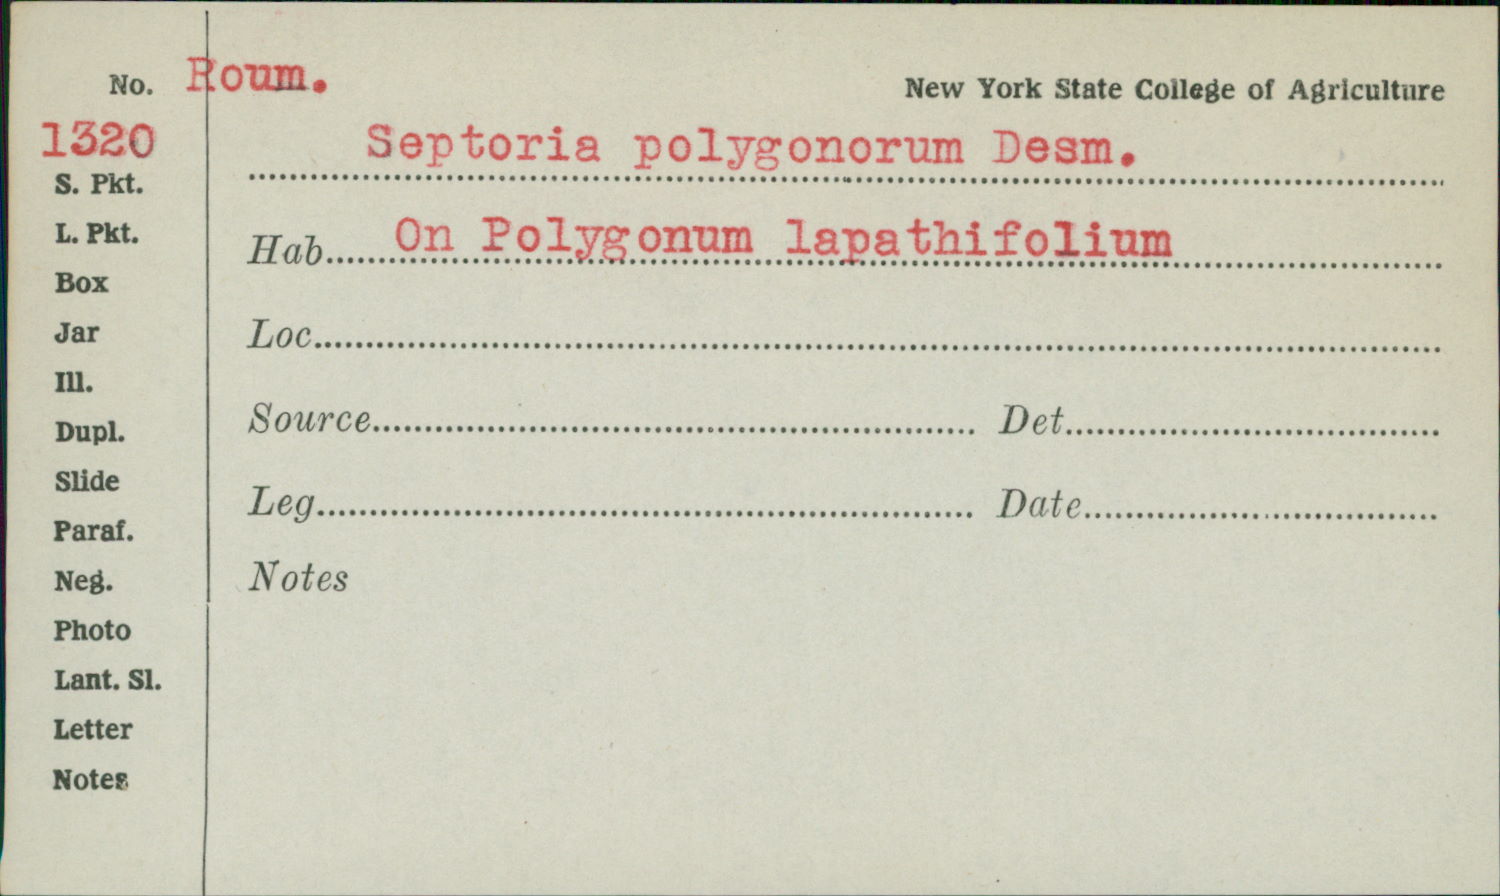 No. Roum.
New York State College of Agriculture
1320
Septoria polygonorum Desm.
S. Pkt.
L. Pkt.
Hab. On Polygonum lapathifolium
Box
Jar
Loc.
Ill.
Dupl.
Source Det.
Slide
Leg. Date
Paraf.
Neg.
Notes
Photo
Lant. Sl.
Letter
Notes